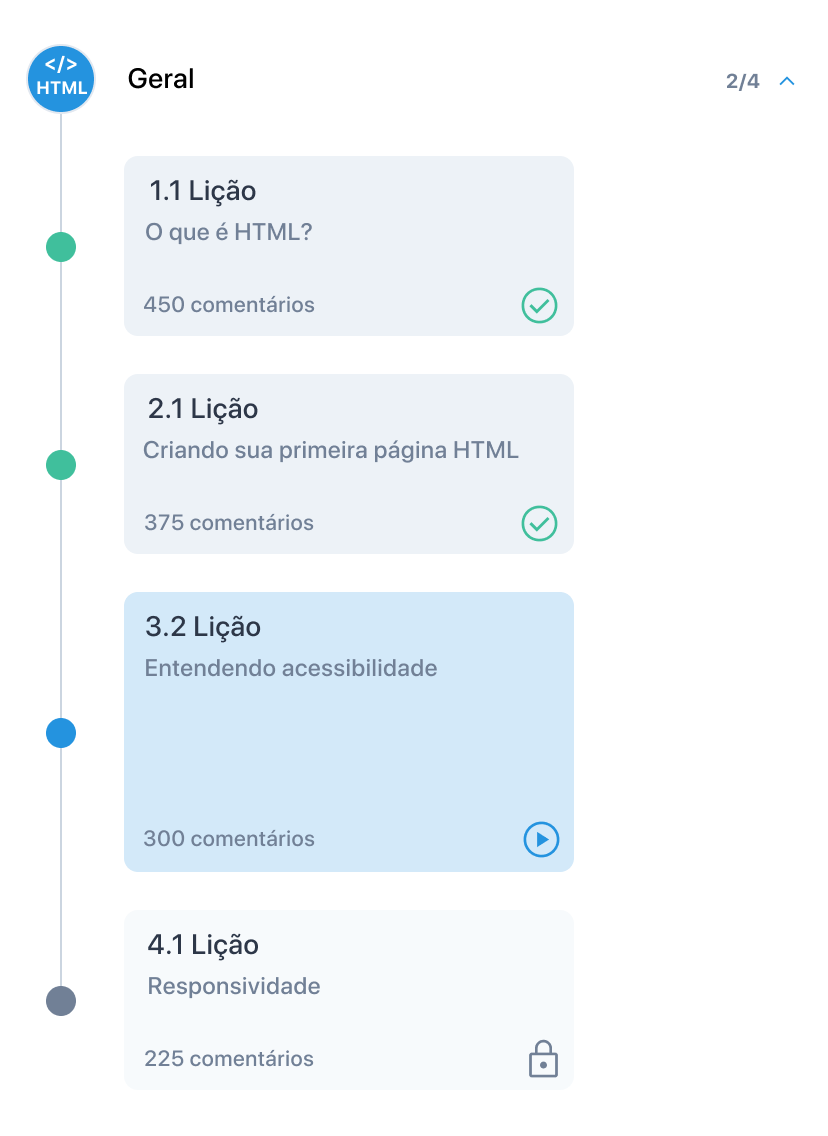 </>
HTML
Geral
2/4
1.1 Lição
O que é HTML?
450 comentários
2.1 Lição
Criando sua primeira página HTML
375 comentários
3.2 Lição
Entendendo acessibilidade
300 comentários
4.1 Lição
Responsividade
225 comentários